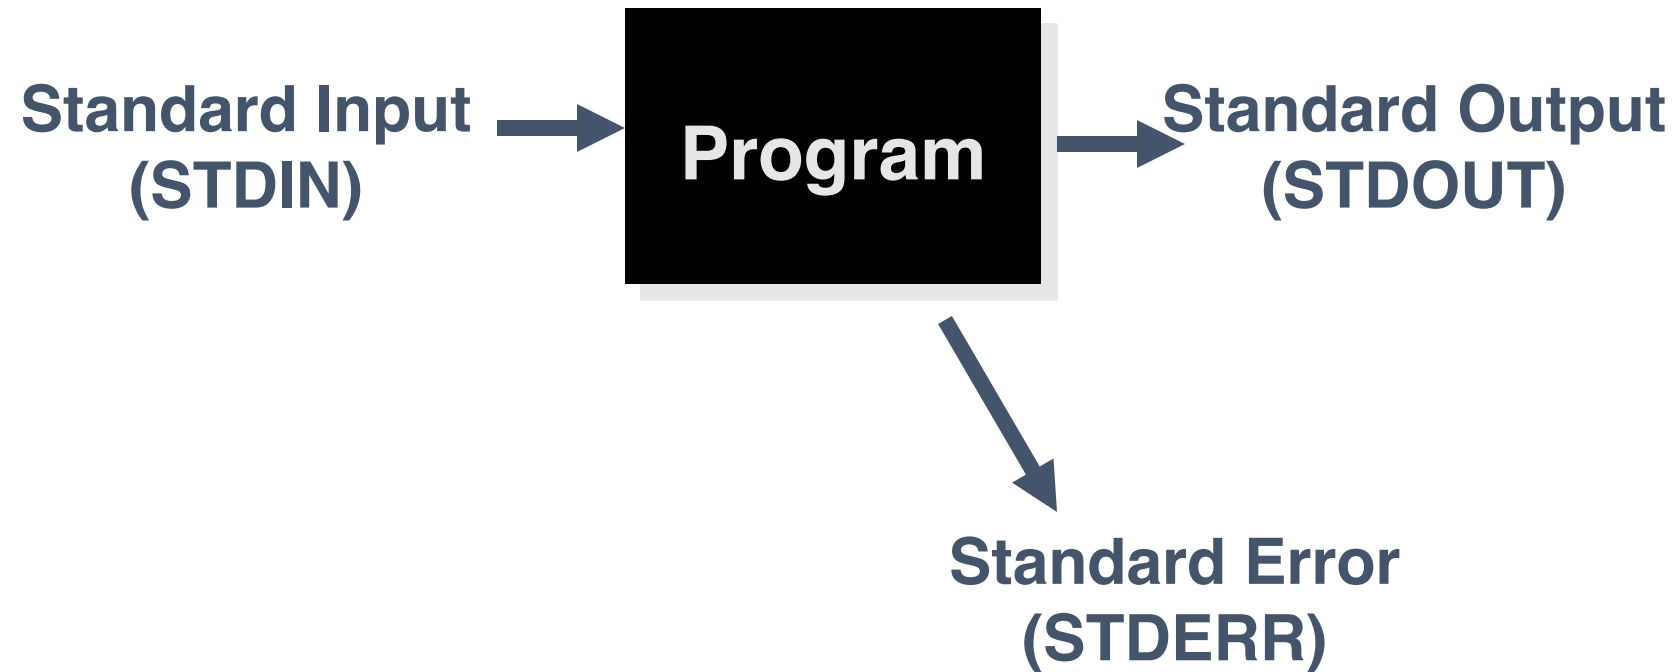 Standard Input
(STDIN)
Program
Standard Output
(STDOUT)
Standard Error
(STDERR)